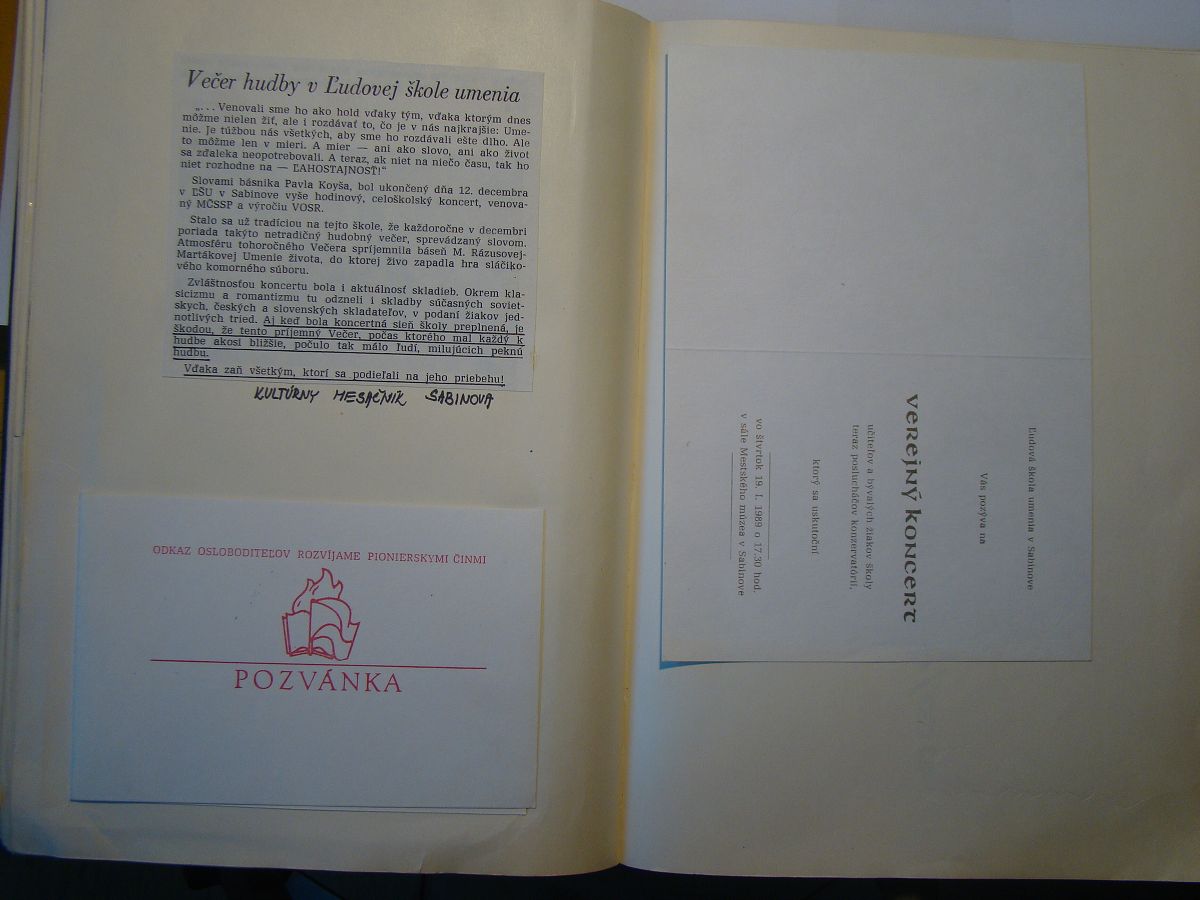 Večer hudby v Ľudovej škole umenia
„... Venovali sme ho ako hold vďaky tým, vďaka ktorým dnes
môžme nielen žiť, ale i rozdávať to, čo je v nás najkrajšie: Ume-
nie. Je túžbou nás všetkých, aby sme ho rozdávali ešte dlho. Ale
to môžme len v mieri. A mier — ani ako slovo, ani ako život
sa zďaleka neopotrebovali. A teraz, ak niet na niečo času, tak ho
niet rozhodne na — ĽAHOSTAJNOSŤ!“
Slovami básnika Pavla Koyša, bol ukončený dňa 12. decembra
v ĽŠU v Sabinove vyše hodinový, celoškolský koncert, venova-
ný MČSSP a výročiu VOSR.
Stalo sa už tradíciou na tejto škole, že každoročne v decembri
poriada takýto netradičný hudobný večer, sprevádzaný slovom.
Atmosféru tohoročného Večera spríjemnila báseň M. Rázusovej-
Martákovej Umenie života, do ktorej živo zapadla hra sláčiko-
vého komorného súboru.
Zvláštnosťou koncertu bola i aktuálnosť skladieb. Okrem kla-
sicizmu a romantizmu tu odzneli i skladby súčasných soviet-
skych, českých a slovenských skladateľov, v podaní žiakov jed-
notlivých tried. Aj keď bola koncertná sieň školy preplnená, je
škodou, že tento príjemný Večer, počas ktorého mal každý k
hudbe akosi bližšie, počulo tak málo ľudí, milujúcich peknú
hudbu.
Vďaka zaň všetkým, ktorí sa podieľali na jeho priebehu!
KULTÚRNY MESAČNÍK SABINOVA
ODKAZ OSLOBODITEĽOV ROZVÍJAME PIONIERSKYMI ČINMI
POZVÁNKA
Ľudová škola umenia v Sabinove
Vás pozýva na
VEREJNÝ KONCERT
učiteľov a bývalých žiakov školy
teraz poslucháčov konzervatórií,
ktorý sa uskutoční
vo štvrtok 19. I. 1989 o 17.30 hod.
v sále Mestského múzea v Sabinove